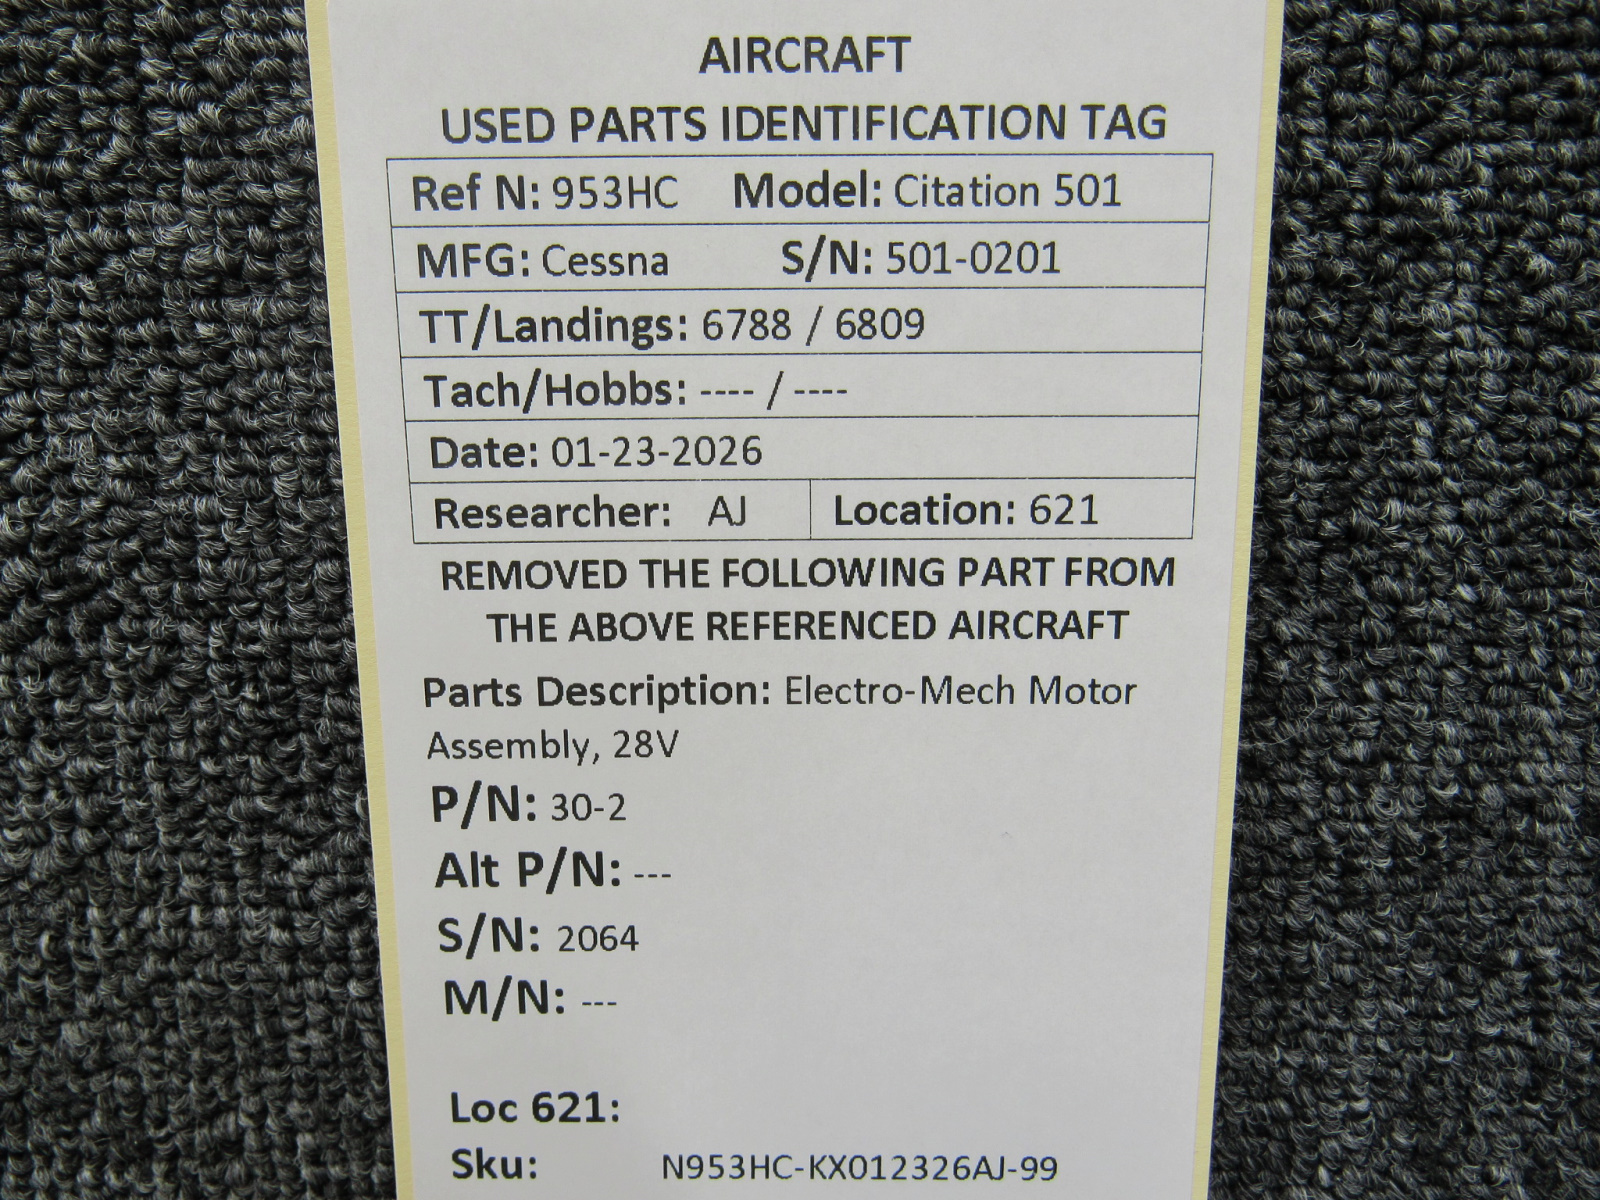 AIRCRAFT
USED PARTS IDENTIFICATION TAG
Ref N: 953HC Model: Citation 501
MFG: Cessna S/N: 501-0201
TT/Landings: 6788 / 6809
Tach/Hobbs: ---- / ----
Date: 01-23-2026
Researcher: AJ Location: 621
REMOVED THE FOLLOWING PART FROM
THE ABOVE REFERENCED AIRCRAFT
Parts Description: Electro-Mech Motor
Assembly, 28V
P/N: 30-2
Alt P/N: ---
S/N: 2064
M/N: ---
Loc 621:
Sku: N953HC-KX012326AJ-99